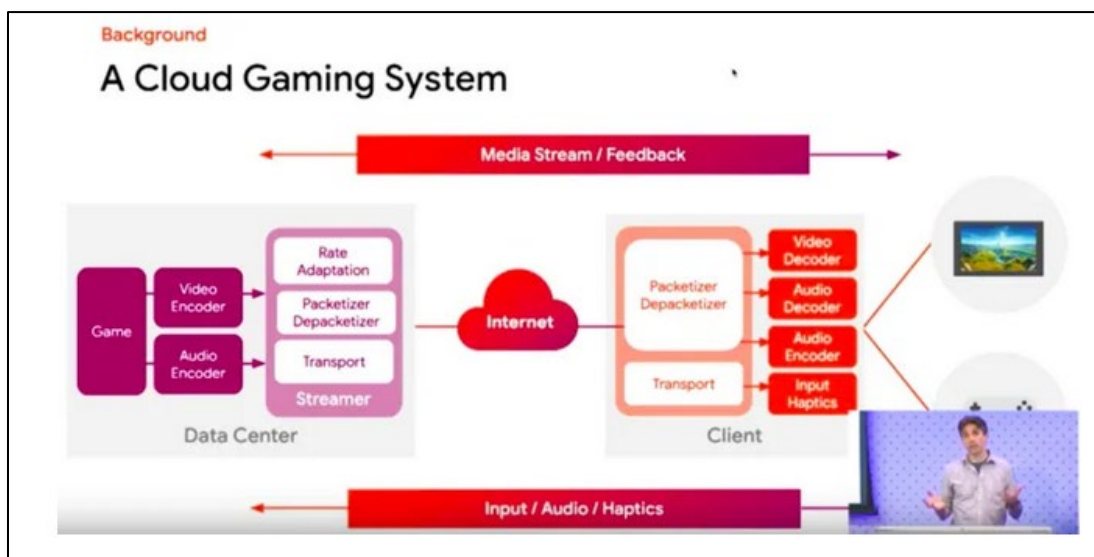 Background
A Cloud Gaming System
Media Stream / Feedback
Game
Video
Encoder
Audio
Encoder
Rate
Adaptation
Packetizer
Depacketizer
Transport
Streamer
Data Center
Internet
Packetizer
Depacketizer
Transport
Video
Decoder
Audio
Decoder
Audio
Encoder
Input
Haptics
Client
Input / Audio / Haptics